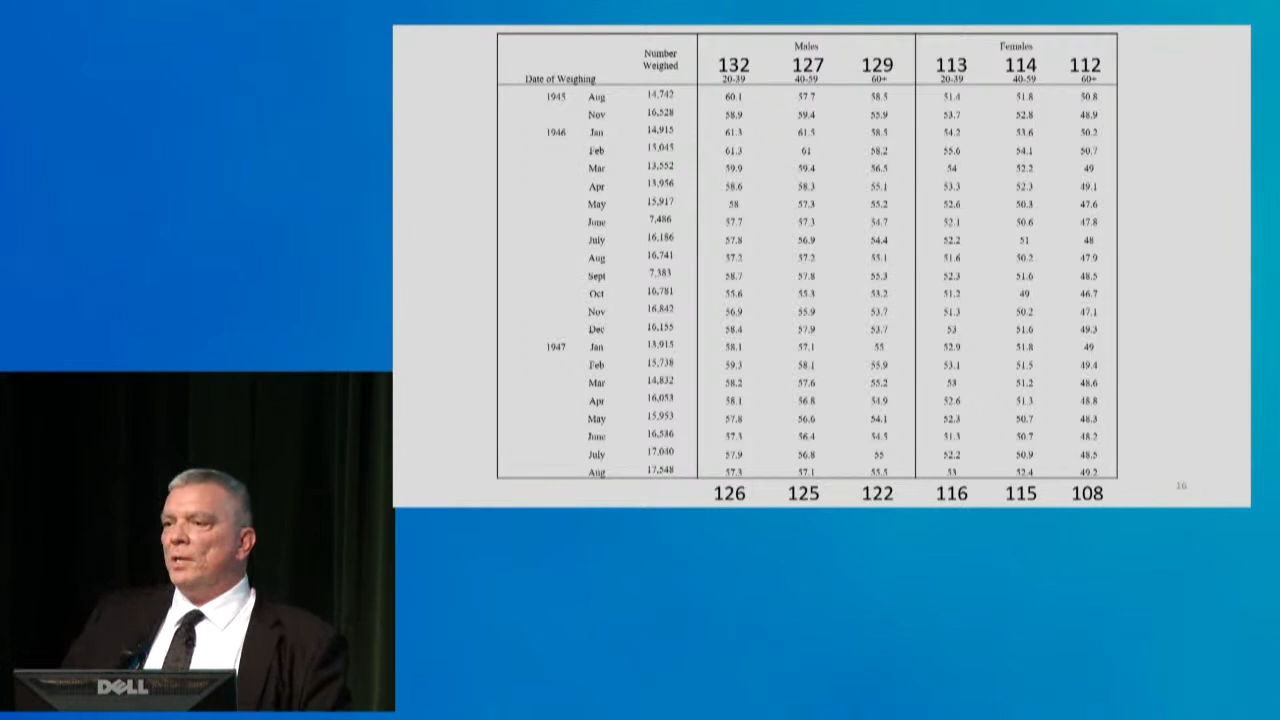 Males Females
Number
Weighed
132 127 129 113 114 112
Date of Weighing 20-39 40-59 60+ 20-39 40-59 60+
1945 Aug 14,742 60.1 57.7 58.5 51.4 51.8 50.8
Nov 16,528 58.9 59.4 55.9 53.7 52.8 48.9
1946 Jan 14,915 61.3 61.5 58.5 54.2 53.6 50.2
Feb 15,045 61.3 61 58.2 55.6 54.1 50.7
Mar 13,552 59.9 59.4 56.5 54 52.2 49
Apr 13,956 58.6 58.3 55.1 53.3 52.3 49.1
May 15,917 58 57.3 55.2 52.6 50.3 47.6
June 7,486 57.7 57.3 54.7 52.1 50.6 47.8
July 16,186 57.8 56.9 54.4 52.2 51 48
Aug 16,741 57.2 57.2 55.1 51.6 50.2 47.9
Sept 7,383 58.7 57.8 55.3 52.3 51.6 48.5
Oct 16,781 55.6 55.3 53.2 51.2 49 46.7
Nov 16,842 56.9 55.9 53.7 51.3 50.2 47.1
Dec 16,155 58.4 57.9 53.7 53 51.6 49.3
1947 Jan 13,915 58.1 57.1 55 52.9 51.8 49
Feb 15,738 59.3 58.1 55.9 53.1 51.5 49.4
Mar 14,832 58.2 57.6 55.2 53 51.2 48.6
Apr 16,053 58.1 56.8 54.9 52.6 51.3 48.8
May 15,953 57.8 56.6 54.1 52.3 50.7 48.3
June 16,536 57.3 56.4 54.5 51.3 50.7 48.2
July 17,040 57.9 56.8 55 52.2 50.9 48.5
Aug 17,548 57.3 57.1 55.5 53 52.4 49.2
126 125 122 116 115 108
16
DELL